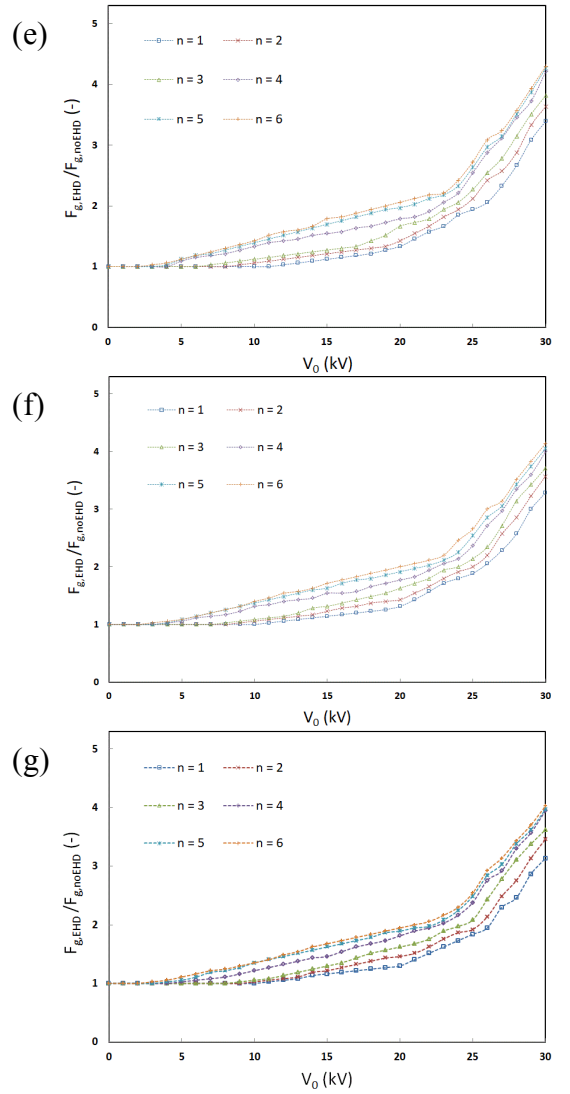 (e)
5
4
3
2
1
0
F_g,EHD/F_g,noEHD (-)
n = 1 n = 2
n = 3 n = 4
n = 5 n = 6
0 5 10 15 20 25 30
V_0 (kV)
(f)
5
4
3
2
1
0
F_g,EHD/F_g,noEHD (-)
n = 1 n = 2
n = 3 n = 4
n = 5 n = 6
0 5 10 15 20 25 30
V_0 (kV)
(g)
5
4
3
2
1
0
F_g,EHD/F_g,noEHD (-)
n = 1 n = 2
n = 3 n = 4
n = 5 n = 6
0 5 10 15 20 25 30
V_0 (kV)